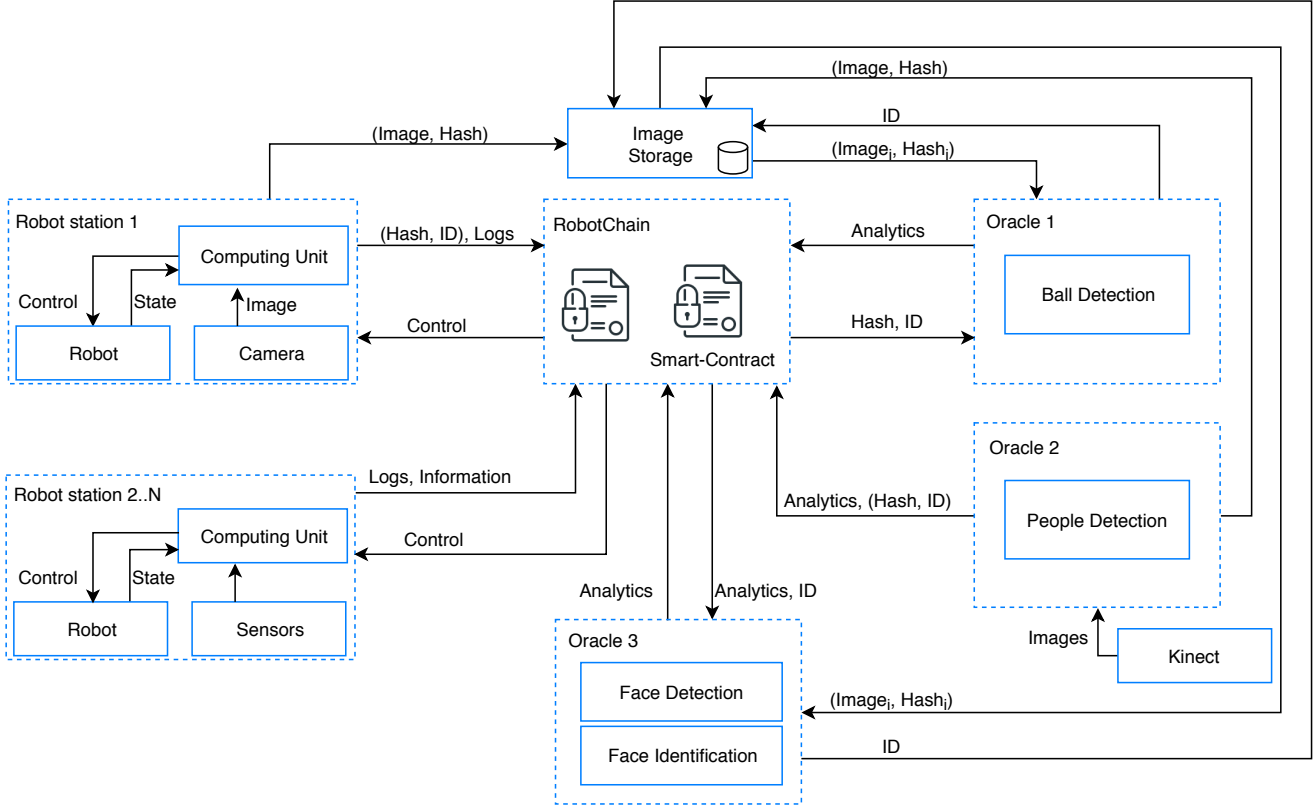 (Image, Hash)
ID
(Image, Hash)
Image
Storage
(Imageᵢ, Hashᵢ)
Robot station 1
Computing Unit
Control
State
Image
Robot
Camera
(Hash, ID), Logs
Control
RobotChain
Smart-Contract
Analytics
Hash, ID
Oracle 1
Ball Detection
Robot station 2..N
Computing Unit
Control
State
Robot
Sensors
Logs, Information
Control
Analytics
Analytics, ID
Analytics, (Hash, ID)
Oracle 2
People Detection
Images
Kinect
Oracle 3
Face Detection
Face Identification
(Imageᵢ, Hashᵢ)
ID